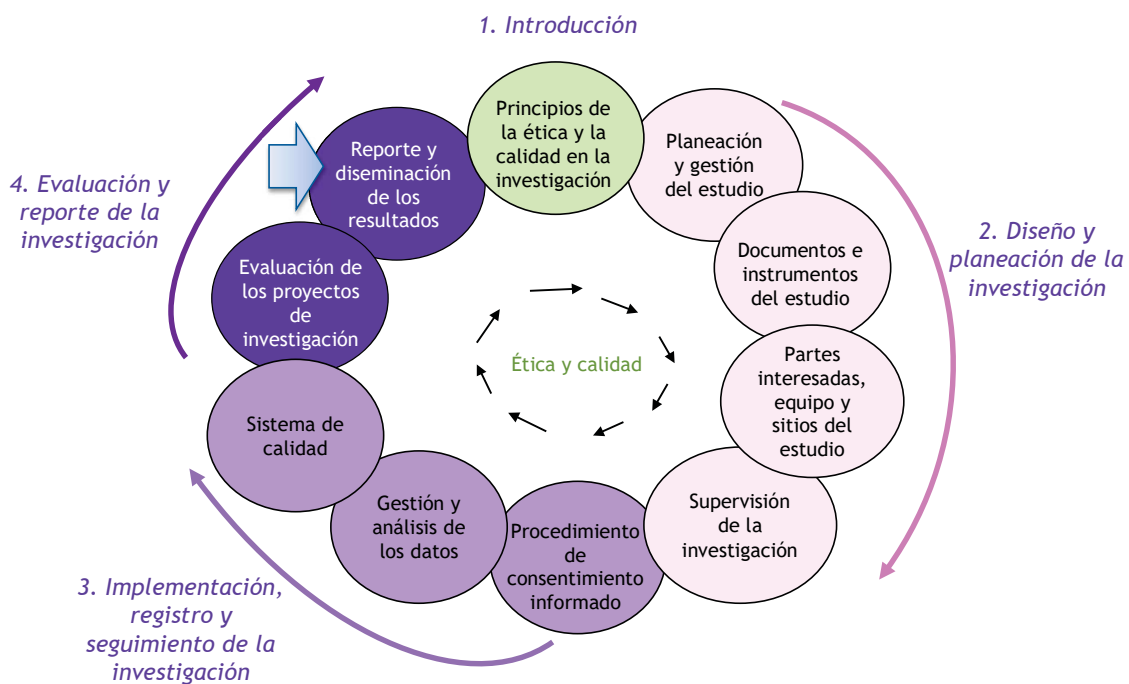 1. Introducción
Principios de
la ética y la
calidad en la
investigación
Planeación
y gestión
del estudio
Documentos e
instrumentos
del estudio
2. Diseño y
planeación de la
investigación
Partes
interesadas,
equipo y
sitios del
estudio
Supervisión
de la
investigación
Procedimiento
de
consentimiento
informado
Gestión y
análisis de
los datos
3. Implementación,
registro y
seguimiento de la
investigación
Sistema de
calidad
Evaluación de
los proyectos
de
investigación
4. Evaluación y
reporte de la
investigación
Reporte y
diseminación
de los
resultados
Ética y calidad